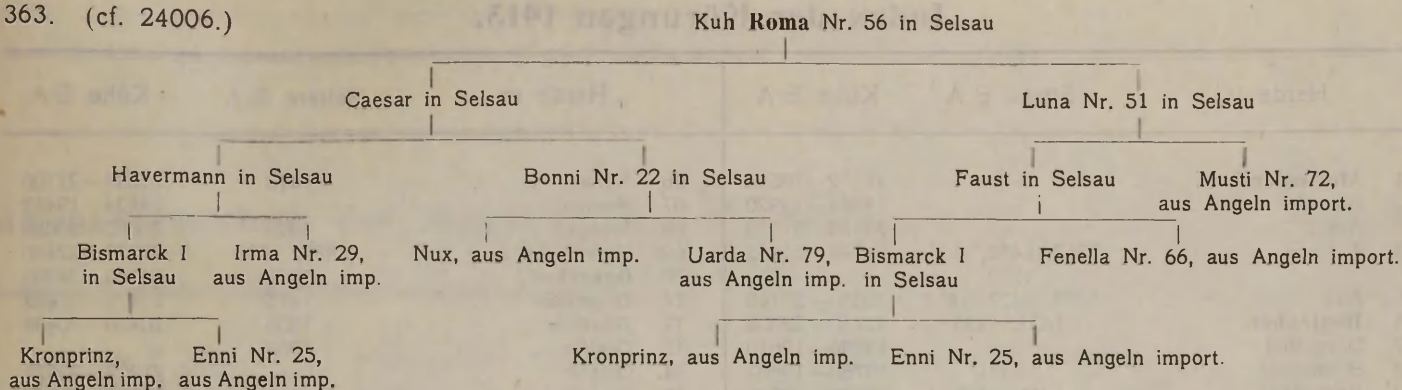 363. (cf. 24006.)
Kuh Roma Nr. 56 in Selsau
Caesar in Selsau Luna Nr. 51 in Selsau
Havermann in Selsau Bonni Nr. 22 in Selsau Faust in Selsau Musti Nr. 72,
aus Angeln import.
Bismarck I Irma Nr. 29, Nux, aus Angeln imp. Uarda Nr. 79, Bismarck I Fenella Nr. 66, aus Angeln import.
in Selsau aus Angeln imp. aus Angeln imp. in Selsau
Kronprinz, Enni Nr. 25, Kronprinz, aus Angeln imp. Enni Nr. 25, aus Angeln import.
aus Angeln imp. aus Angeln imp.